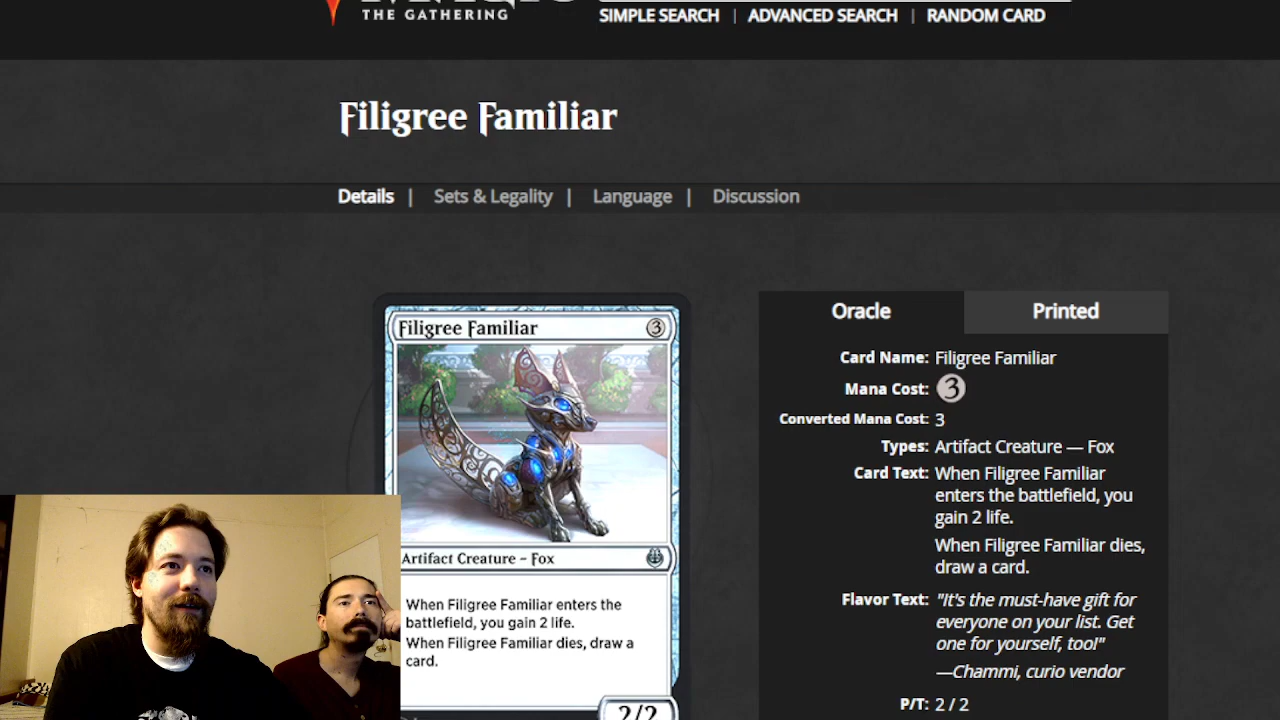 THE GATHERING
SIMPLE SEARCH | ADVANCED SEARCH | RANDOM CARD
Filigree Familiar
Details | Sets & Legality | Language | Discussion
Filigree Familiar 3
Artifact Creature – Fox
When Filigree Familiar enters the
battlefield, you gain 2 life.
When Filigree Familiar dies, draw a
card.
2/2
Oracle
Printed
Card Name: Filigree Familiar
Mana Cost: 3
Converted Mana Cost: 3
Types: Artifact Creature — Fox
Card Text: When Filigree Familiar
enters the battlefield, you
gain 2 life.
When Filigree Familiar dies,
draw a card.
Flavor Text: "It's the must-have gift for
everyone on your list. Get
one for yourself, too!"
—Chammi, curio vendor
P/T: 2 / 2